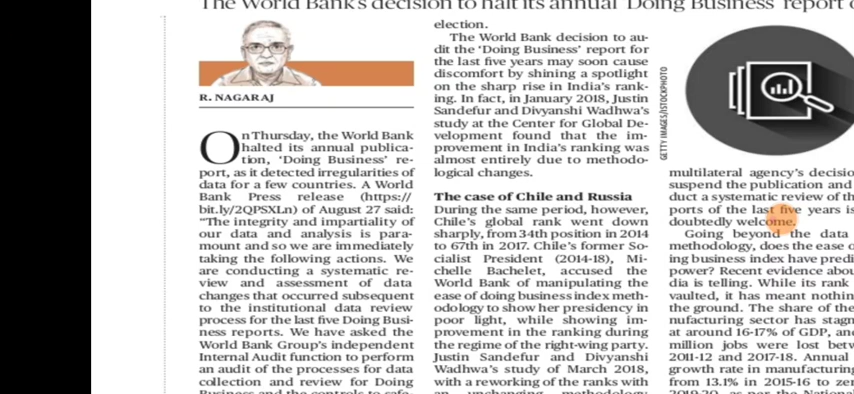 The World Bank's decision to halt its annual 'Doing Business' report o
R. NAGARAJ
On Thursday, the World Bank
halted its annual publica-
tion, 'Doing Business' re-
port, as it detected irregularities of
data for a few countries. A World
Bank Press release (https://
bit.ly/2QPSXLn) of August 27 said:
"The integrity and impartiality of
our data and analysis is para-
mount and so we are immediately
taking the following actions. We
are conducting a systematic re-
view and assessment of data
changes that occurred subsequent
to the institutional data review
process for the last five Doing Busi-
ness reports. We have asked the
World Bank Group's independent
Internal Audit function to perform
an audit of the processes for data
collection and review for Doing
Business and the controls to safe-
election.
The World Bank decision to au-
dit the 'Doing Business' report for
the last five years may soon cause
discomfort by shining a spotlight
on the sharp rise in India's rank-
ing. In fact, in January 2018, Justin
Sandefur and Divyanshi Wadhwa's
study at the Center for Global De-
velopment found that the im-
provement in India's ranking was
almost entirely due to methodo-
logical changes.
The case of Chile and Russia
During the same period, however,
Chile's global rank went down
sharply, from 34th position in 2014
to 67th in 2017. Chile's former So-
cialist President (2014-18), Mi-
chelle Bachelet, accused the
World Bank of manipulating the
ease of doing business index meth-
odology to show her presidency in
poor light, while showing im-
provement in the ranking during
the regime of the right-wing party.
Justin Sandefur and Divyanshi
Wadhwa's study of March 2018,
with a reworking of the ranks with
an unchanging methodology
GETTY IMAGES/ISTOCKPHOTO
multilateral agency's decisio
suspend the publication and
duct a systematic review of th
ports of the last five years is
doubtedly welcome.
Going beyond the data
methodology, does the ease o
ing business index have predi
power? Recent evidence abou
dia is telling. While its rank
vaulted, it has meant nothin
the ground. The share of the
nufacturing sector has stagn
at around 16-17% of GDP, and
million jobs were lost betw
2011-12 and 2017-18. Annual
growth rate in manufacturing
from 13.1% in 2015-16 to zer
2019-20, as per the National